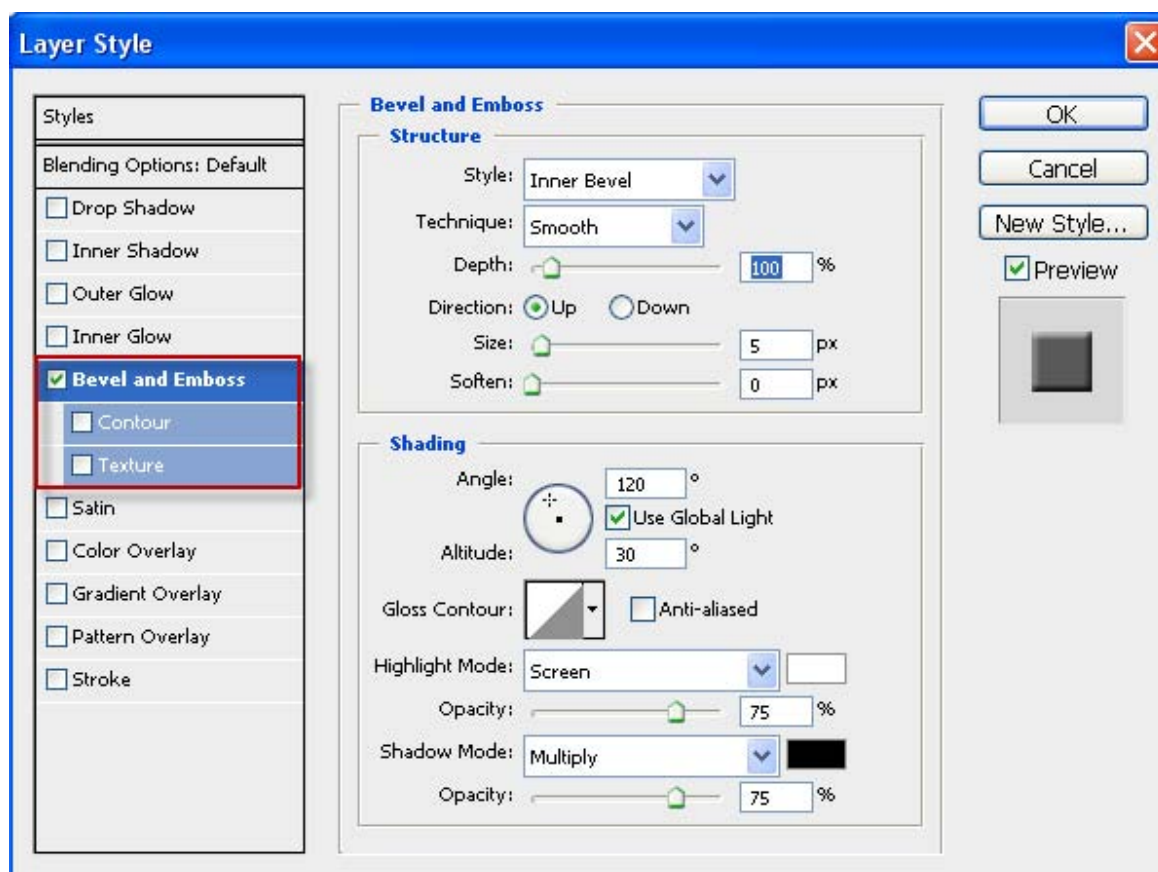 Layer Style
Styles
Blending Options: Default
Drop Shadow
Inner Shadow
Outer Glow
Inner Glow
Bevel and Emboss
Contour
Texture
Satin
Color Overlay
Gradient Overlay
Pattern Overlay
Stroke
Bevel and Emboss
Structure
Style: Inner Bevel
Technique: Smooth
Depth: 100 %
Direction: Up Down
Size: 5 px
Soften: 0 px
Shading
Angle: 120 °
Use Global Light
Altitude: 30 °
Gloss Contour: Anti-aliased
Highlight Mode: Screen
Opacity: 75 %
Shadow Mode: Multiply
Opacity: 75 %
OK
Cancel
New Style...
Preview